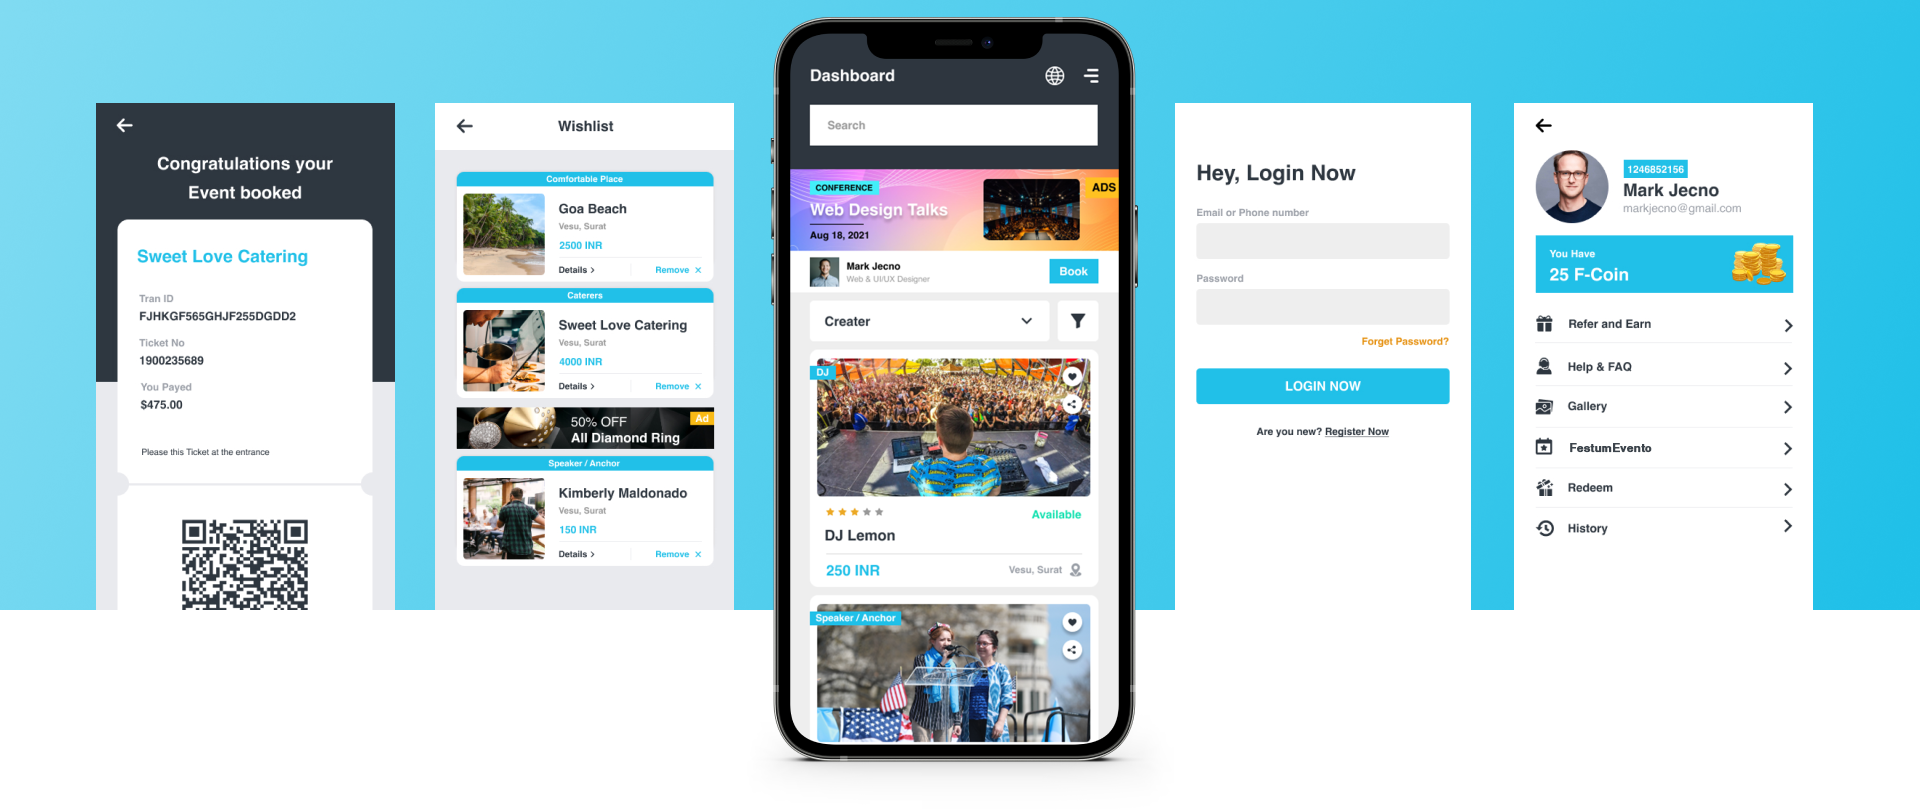 Congratulations your
Event booked
Sweet Love Catering
Tran ID
FJHKGF565GHJF255DGDD2
Ticket No
1900235689
You Payed
$475.00
Please this Ticket at the entrance
Wishlist
Comfortable Place
Goa Beach
Vesu, Surat
2500 INR
Details >
Remove ×
Caterers
Sweet Love Catering
Vesu, Surat
4000 INR
Details >
Remove ×
50% OFF
All Diamond Ring
Ad
Speaker / Anchor
Kimberly Maldonado
Vesu, Surat
150 INR
Details >
Remove ×
Dashboard
Search
CONFERENCE
ADS
Web Design Talks
Aug 18, 2021
Mark Jecno
Web & UI/UX Designer
Book
Creater
DJ
Available
DJ Lemon
250 INR
Vesu, Surat
Speaker / Anchor
Hey, Login Now
Email or Phone number
Password
Forget Password?
LOGIN NOW
Are you new? Register Now
1246852156
Mark Jecno
markjecno@gmail.com
You Have
25 F-Coin
Refer and Earn
Help & FAQ
Gallery
FestumEvento
Redeem
History